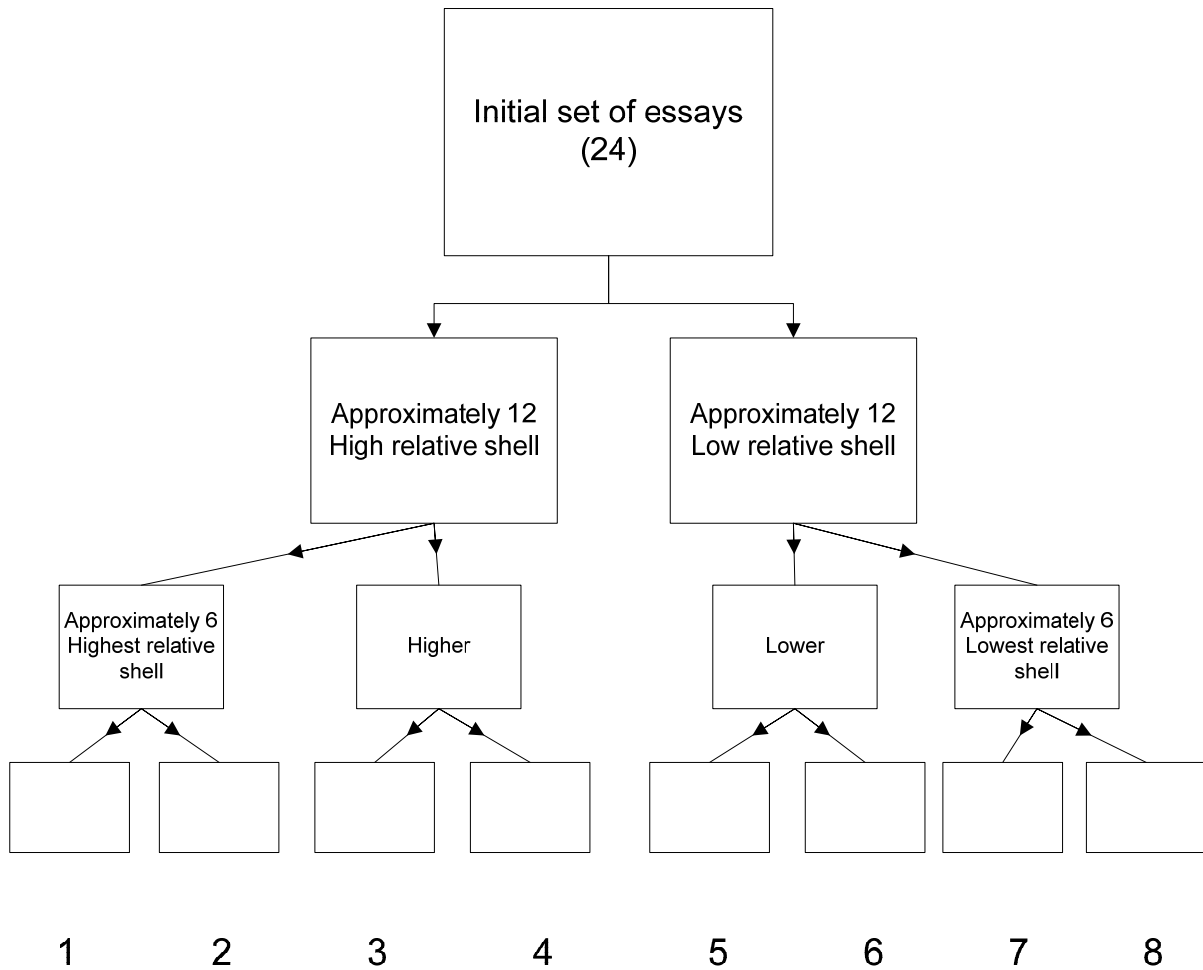 Initial set of essays
(24)
Approximately 12
High relative shell
Approximately 12
Low relative shell
Approximately 6
Highest relative
shell
Higher
Lower
Approximately 6
Lowest relative
shell
1 2 3 4 5 6 7 8